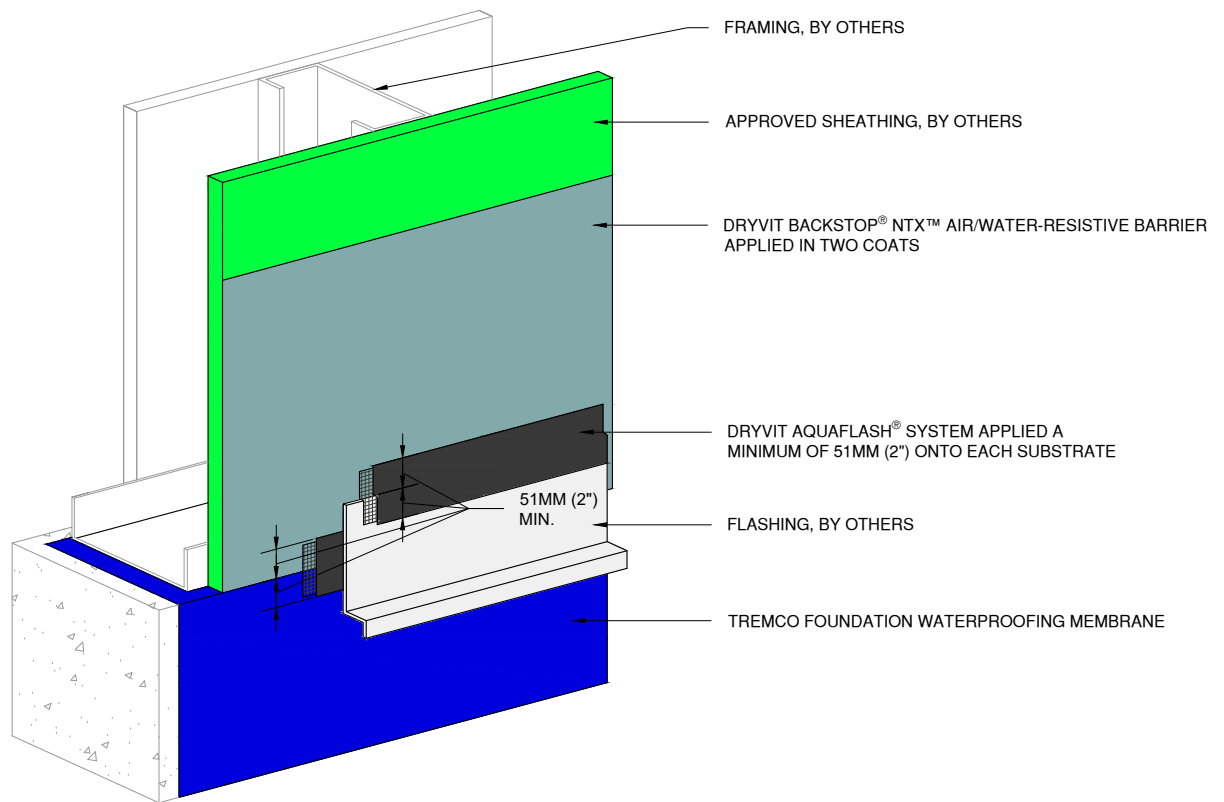 FRAMING, BY OTHERS
APPROVED SHEATHING, BY OTHERS
DRYVIT BACKSTOP® NTX™ AIR/WATER-RESISTIVE BARRIER
APPLIED IN TWO COATS
DRYVIT AQUAFLASH® SYSTEM APPLIED A
MINIMUM OF 51MM (2") ONTO EACH SUBSTRATE
51MM (2")
MIN.
FLASHING, BY OTHERS
TREMCO FOUNDATION WATERPROOFING MEMBRANE